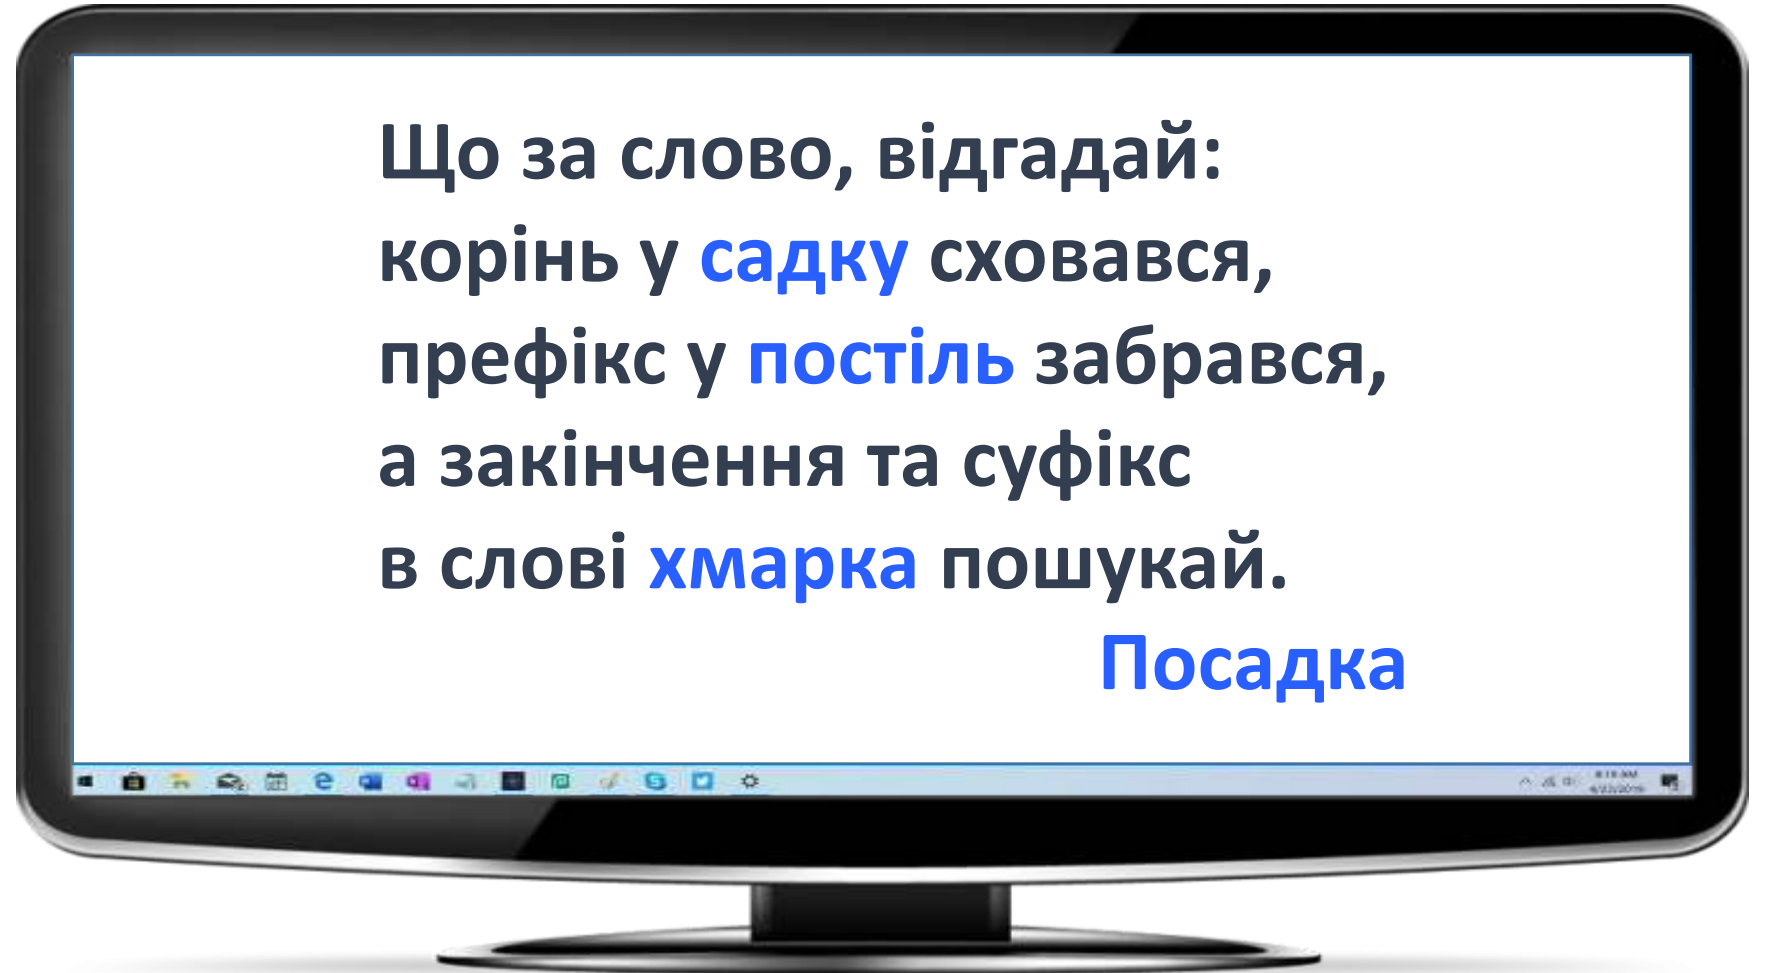 Що за слово, відгадай:
корінь у садку сховався,
префікс у постіль забрався,
а закінчення та суфікс
в слові хмарка пошукай.
Посадка